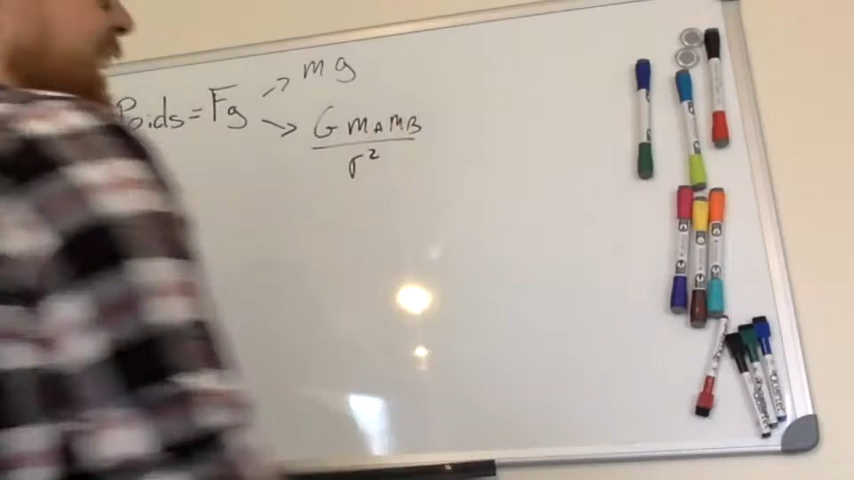 Poids = Fg → mg
→ G mA mB
r²